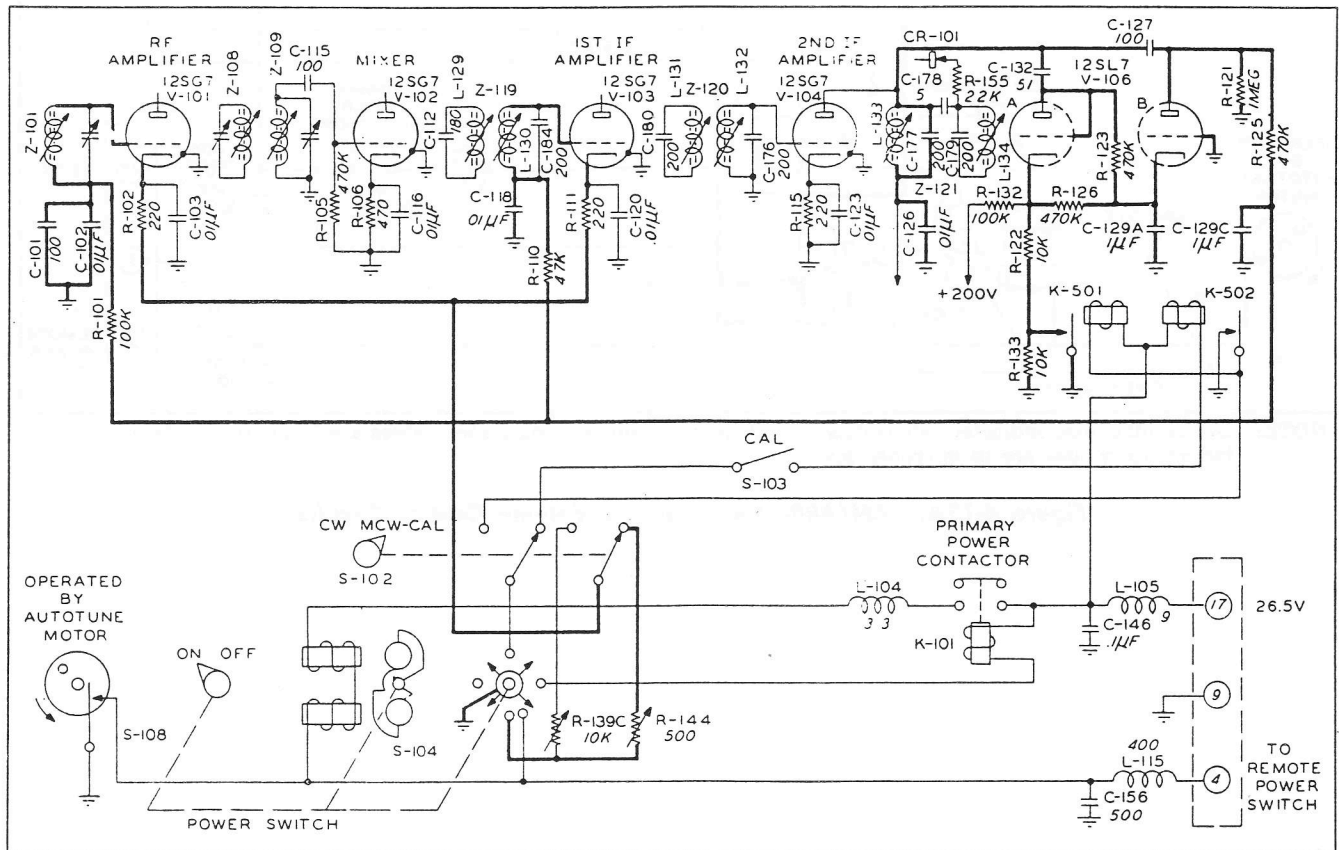 RF
AMPLIFIER
12SG7
V-101
Z-101
Z-108
Z-109
C-115
100
MIXER
12SG7
V-102
C-112
180
L-129
Z-119
L-130
C-184
200
1ST IF
AMPLIFIER
12SG7
V-103
C-180
200
L-131
Z-120
L-132
C-176
200
2ND IF
AMPLIFIER
12SG7
V-104
CR-101
C-178
5
R-155
22K
L-133
C-177
200
C-179
200
L-134
Z-121
C-132
51
12SL7
V-106
A
B
C-127
100
R-121
1MEG
R-125
470K
R-123
470K
R-102
220
C-103
.01µF
C-101
100
C-102
.01µF
R-101
100K
R-105
470K
R-106
470
C-116
.01µF
C-118
.01µF
R-110
47K
R-111
220
C-120
.01µF
R-115
220
C-123
.01µF
C-126
.01µF
R-132
100K
R-126
470K
R-122
10K
C-129A
.1µF
C-129C
.1µF
+200V
K-501
K-502
R-133
10K
CAL
S-103
CW MCW-CAL
S-102
PRIMARY
POWER
CONTACTOR
K-101
L-104
3 3
L-105
9
17
26.5V
C-146
.1µF
9
OPERATED
BY
AUTOTUNE
MOTOR
S-108
ON OFF
S-104
R-139C
10K
R-144
500
400
L-115
4
C-156
500
TO
REMOTE
POWER
SWITCH
POWER SWITCH